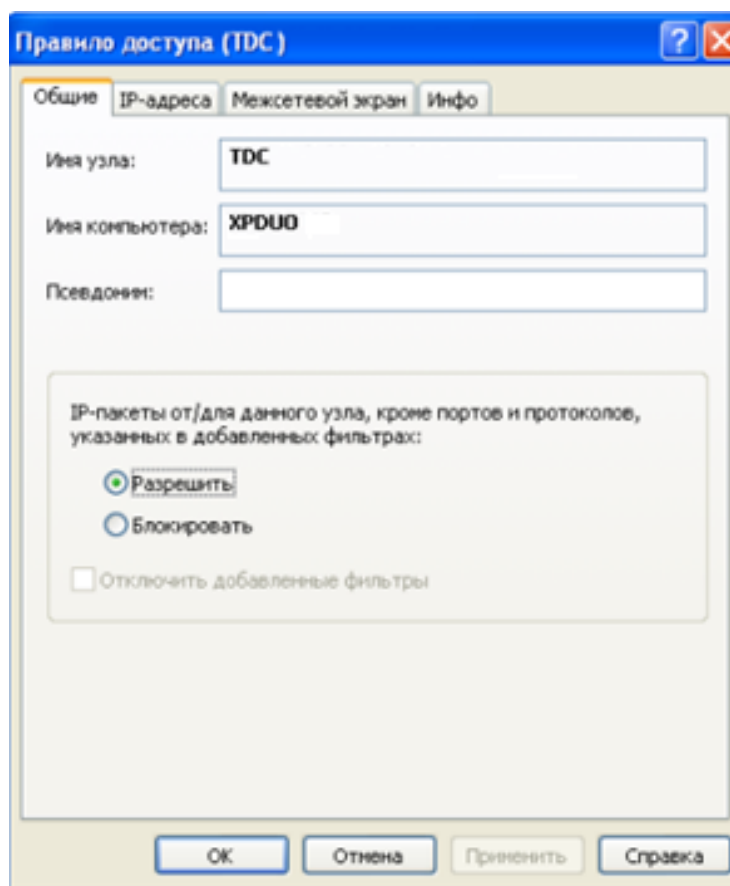 Правило доступа (TDC)
Общие IP-адреса Межсетевой экран Инфо
Имя узла: TDC
Имя компьютера: XPDUO
Псевдоним:
IP-пакеты от/для данного узла, кроме портов и протоколов,
указанных в добавленных фильтрах:
Разрешить
Блокировать
Отключить добавленные фильтры
ОК Отмена Применить Справка